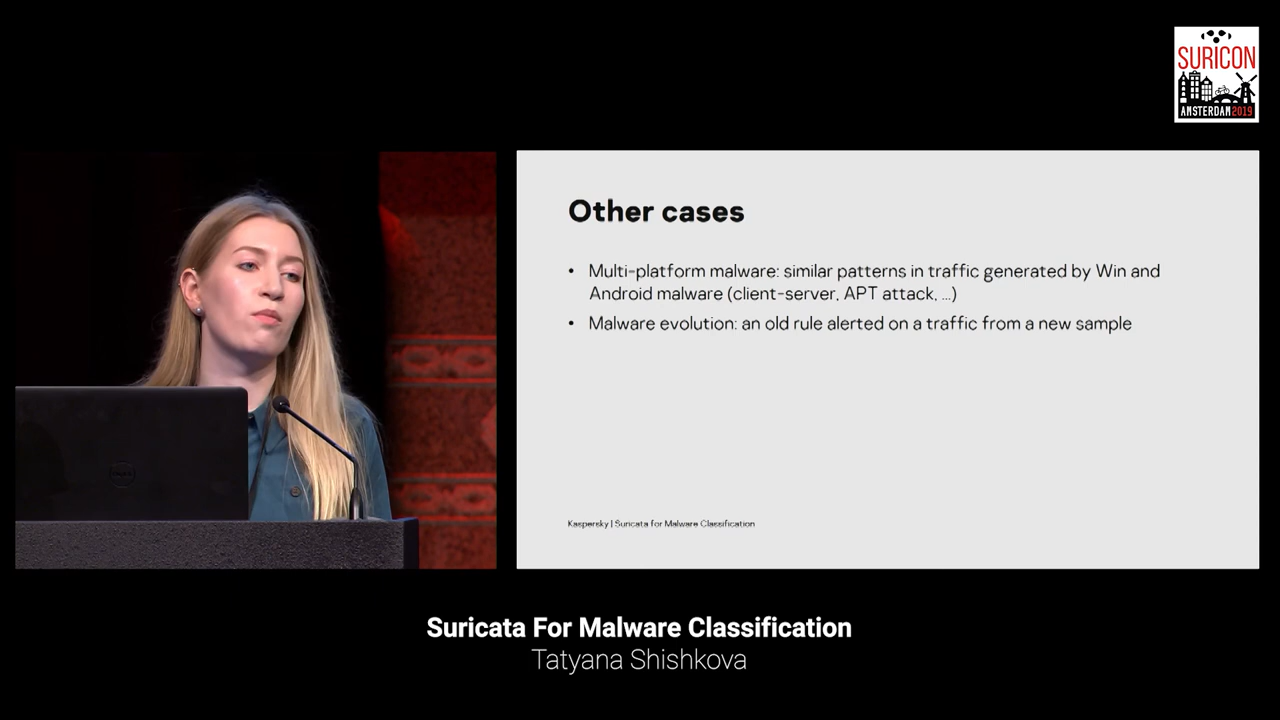 SURICON
AMSTERDAM2019
Other cases
• Multi-platform malware: similar patterns in traffic generated by Win and
Android malware (client-server, APT attack, ...)
• Malware evolution: an old rule alerted on a traffic from a new sample
Kaspersky | Suricata for Malware Classification
Suricata For Malware Classification
Tatyana Shishkova